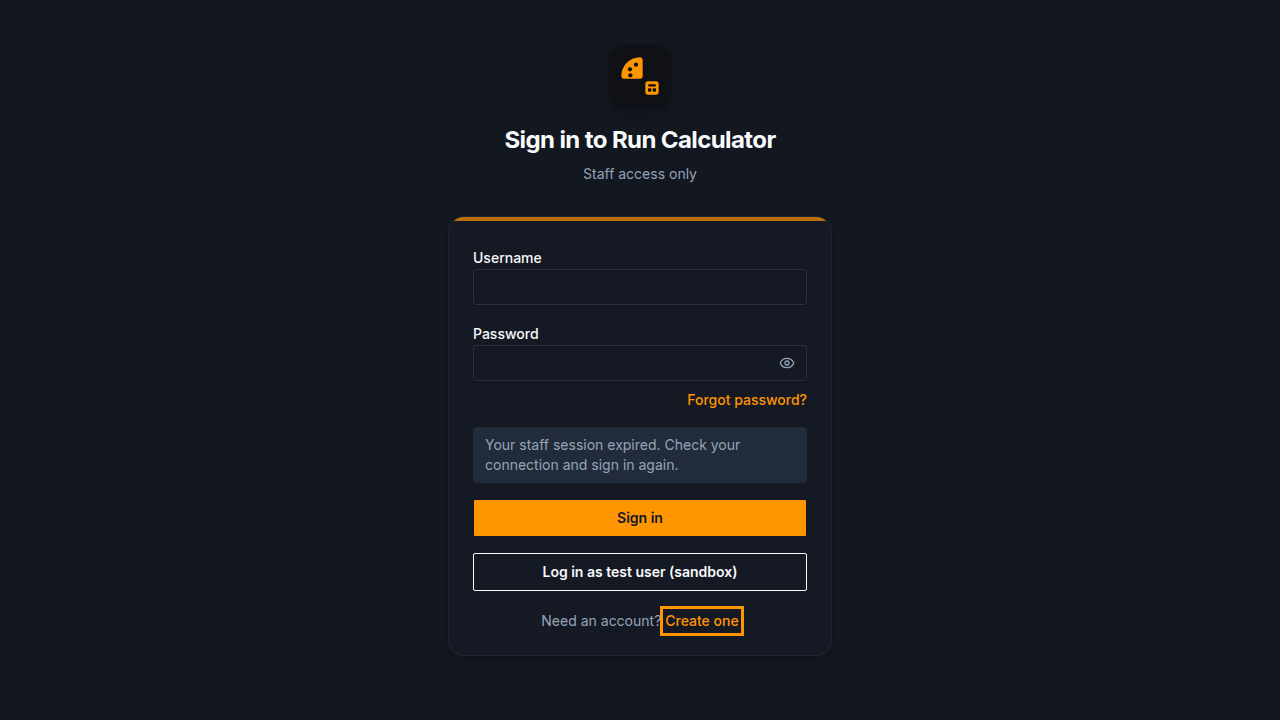 Sign in to Run Calculator
Staff access only
Username
Password
Forgot password?
Your staff session expired. Check your
connection and sign in again.
Sign in
Log in as test user (sandbox)
Need an account? Create one